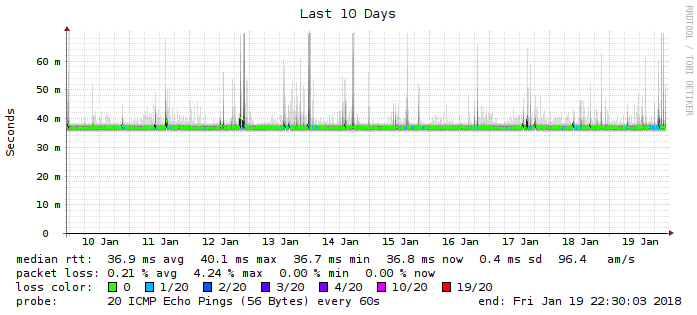 Last 10 Days
RRDTOOL / TOBI OETIKER
Seconds
60 m
50 m
40 m
30 m
20 m
10 m
0
10 Jan 11 Jan 12 Jan 13 Jan 14 Jan 15 Jan 16 Jan 17 Jan 18 Jan 19 Jan
median rtt: 36.9 ms avg 40.1 ms max 36.7 ms min 36.8 ms now 0.4 ms sd 96.4 am/s
packet loss: 0.21 % avg 4.24 % max 0.00 % min 0.00 % now
loss color: 0 1/20 2/20 3/20 4/20 10/20 19/20
probe: 20 ICMP Echo Pings (56 Bytes) every 60s end: Fri Jan 19 22:30:03 2018